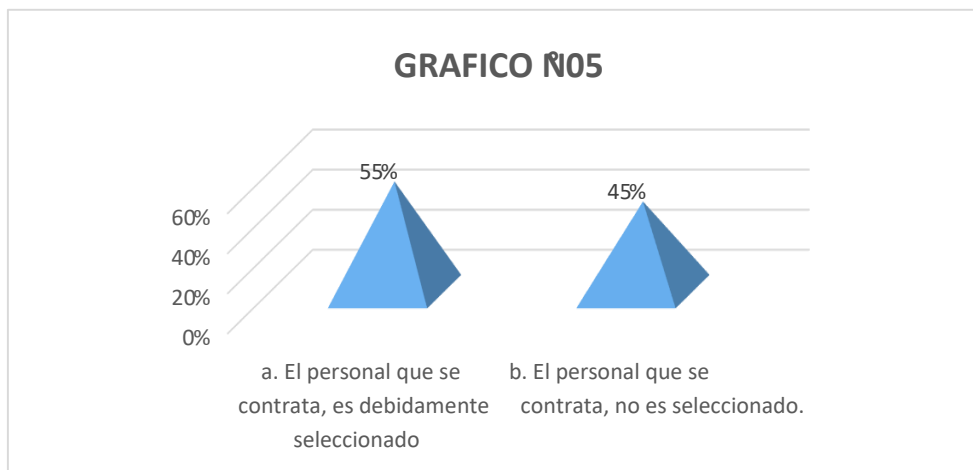 GRAFICO N°05
55%
45%
60%
40%
20%
0%
a. El personal que se
contrata, es debidamente
seleccionado
b. El personal que se
contrata, no es seleccionado.